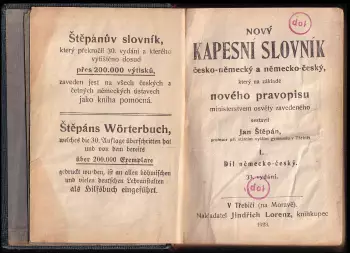 Štěpánův slovník,
který překročil 30. vydání a kterého
vytištěno dosud
přes 200.000 výtisků,
zaveden jest na všech českých a
četných německých ústavech
jako kniha pomocná.
Štěpáns Wörterbuch,
welches die 30. Auflage überschritten hat
und von dem bereits
über 200.000 Exemplare
gedruckt wurden, ist an allen böhmischen
und vielen deutschen Lehranstalten
als Hilfsbuch eingeführt.
NOVÝ
KAPESNÍ SLOVNÍK
česko-německý a německo-český,
který na základě
nového pravopisu
ministerstvem osvěty zavedeného
sestavil
Jan Štěpán,
I.
Díl německo-český.
33. vydání.
V Třebíči (na Moravě).
Nakladatel Jindřich Lorenz, knihkupec